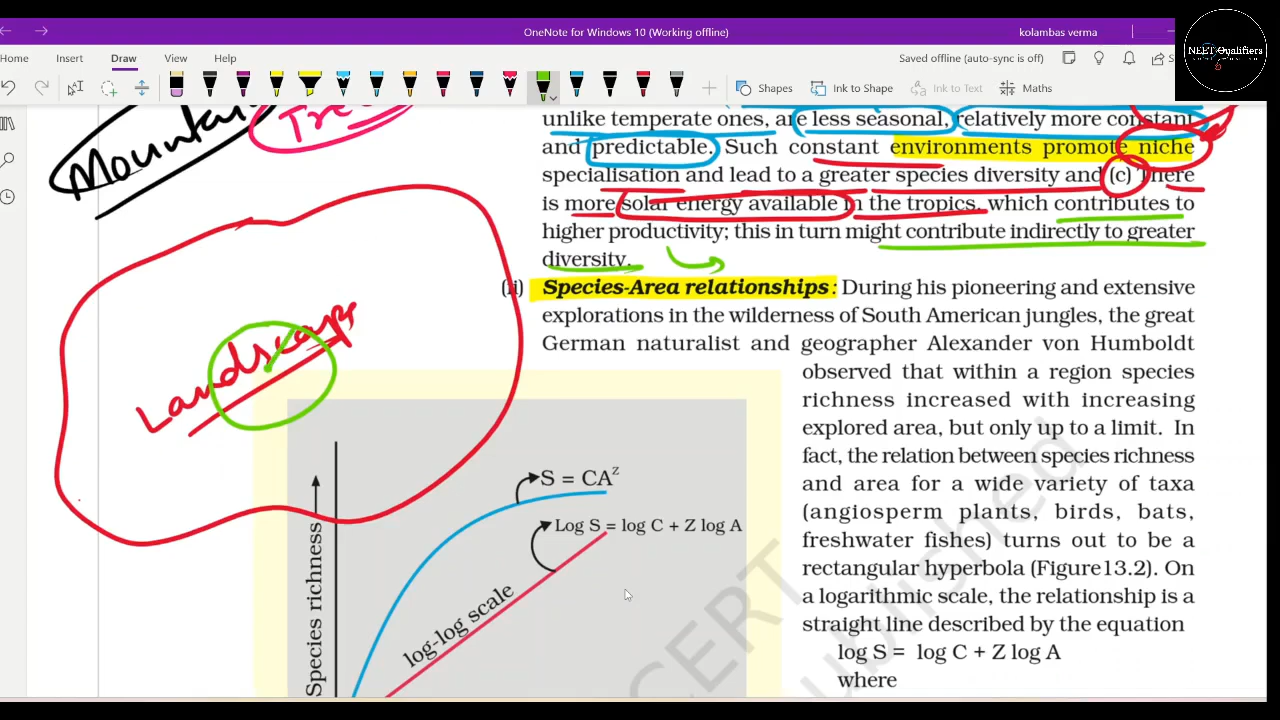 OneNote for Windows 10 (Working offline)
kolambas verma
Home Insert Draw View Help
Saved offline (auto-sync is off)
Shapes Ink to Shape Ink to Text Maths
NEET Qualifiers
unlike temperate ones, are less seasonal, relatively more constant
and predictable. Such constant environments promote niche
specialisation and lead to a greater species diversity and (c) There
is more solar energy available in the tropics, which contributes to
higher productivity; this in turn might contribute indirectly to greater
diversity.
(ii) Species-Area relationships: During his pioneering and extensive
explorations in the wilderness of South American jungles, the great
German naturalist and geographer Alexander von Humboldt
observed that within a region species
richness increased with increasing
explored area, but only up to a limit. In
fact, the relation between species richness
and area for a wide variety of taxa
(angiosperm plants, birds, bats,
freshwater fishes) turns out to be a
rectangular hyperbola (Figure13.2). On
a logarithmic scale, the relationship is a
straight line described by the equation
log S = log C + Z log A
where
Landscape
S = CA^Z
Log S = log C + Z log A
log-log scale
Species richness